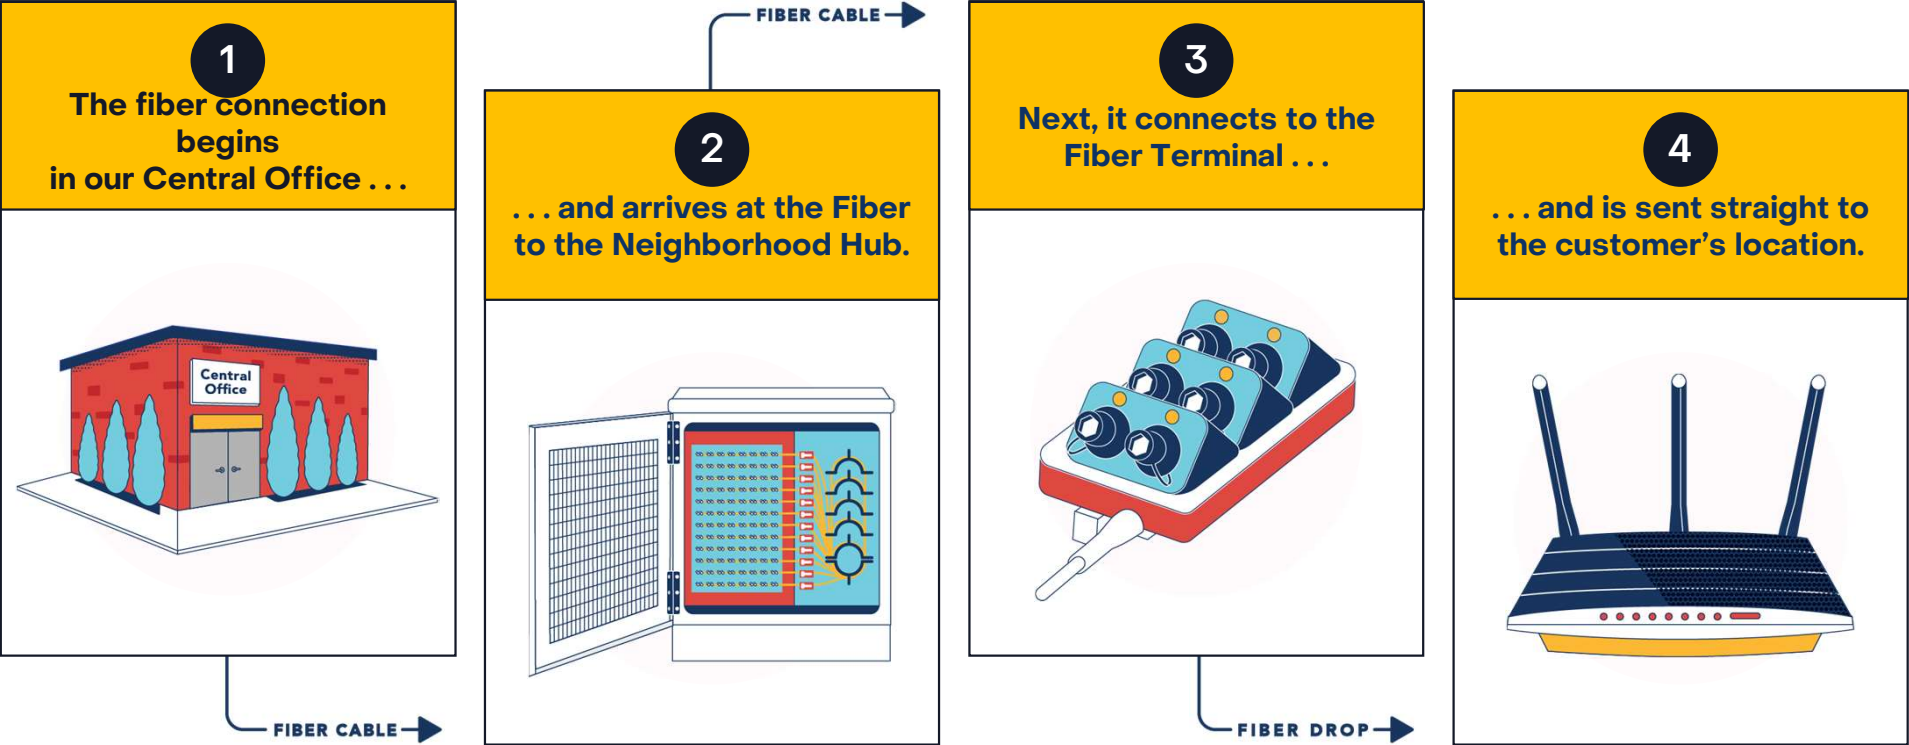 1
The fiber connection
begins
in our Central Office . . .
Central
Office
FIBER CABLE
2
. . . and arrives at the Fiber
to the Neighborhood Hub.
FIBER CABLE
3
Next, it connects to the
Fiber Terminal . . .
FIBER DROP
4
. . . and is sent straight to
the customer’s location.